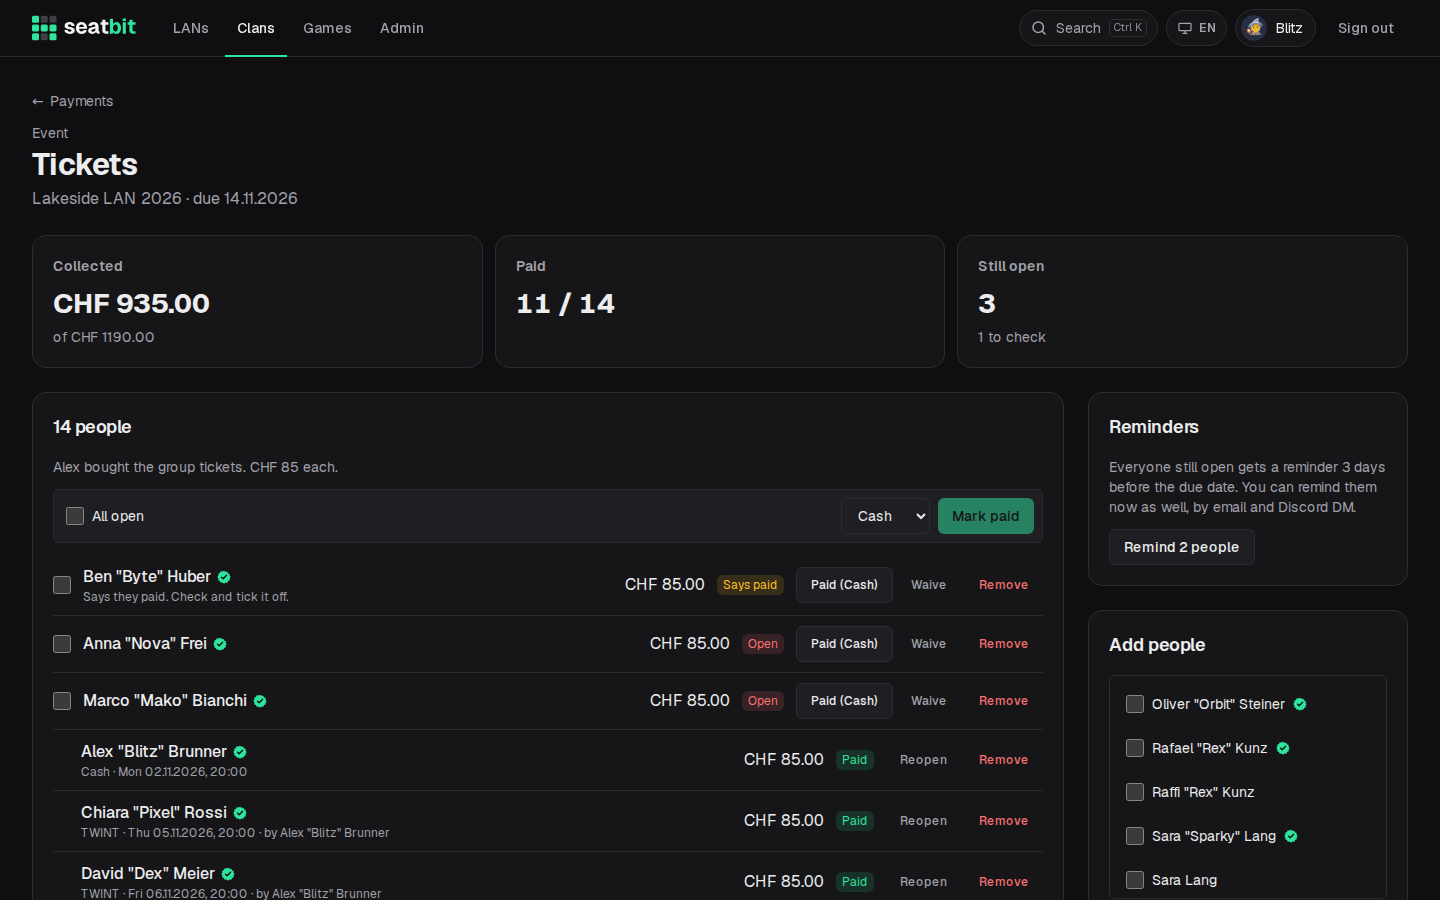 seatbit
LANs Clans Games Admin
Search Ctrl K EN Blitz Sign out
← Payments
Event
Tickets
Lakeside LAN 2026 · due 14.11.2026
Collected
CHF 935.00
of CHF 1190.00
Paid
11 / 14
Still open
3
1 to check
14 people
Alex bought the group tickets. CHF 85 each.
All open Cash Mark paid
Ben "Byte" Huber CHF 85.00 Says paid Paid (Cash) Waive Remove
Says they paid. Check and tick it off.
Anna "Nova" Frei CHF 85.00 Open Paid (Cash) Waive Remove
Marco "Mako" Bianchi CHF 85.00 Open Paid (Cash) Waive Remove
Alex "Blitz" Brunner CHF 85.00 Paid Reopen Remove
Cash · Mon 02.11.2026, 20:00
Chiara "Pixel" Rossi CHF 85.00 Paid Reopen Remove
TWINT · Thu 05.11.2026, 20:00 · by Alex "Blitz" Brunner
David "Dex" Meier CHF 85.00 Paid Reopen Remove
TWINT · Fri 06.11.2026, 20:00 · by Alex "Blitz" Brunner
Reminders
Everyone still open gets a reminder 3 days
before the due date. You can remind them
now as well, by email and Discord DM.
Remind 2 people
Add people
Oliver "Orbit" Steiner
Rafael "Rex" Kunz
Raffi "Rex" Kunz
Sara "Sparky" Lang
Sara Lang